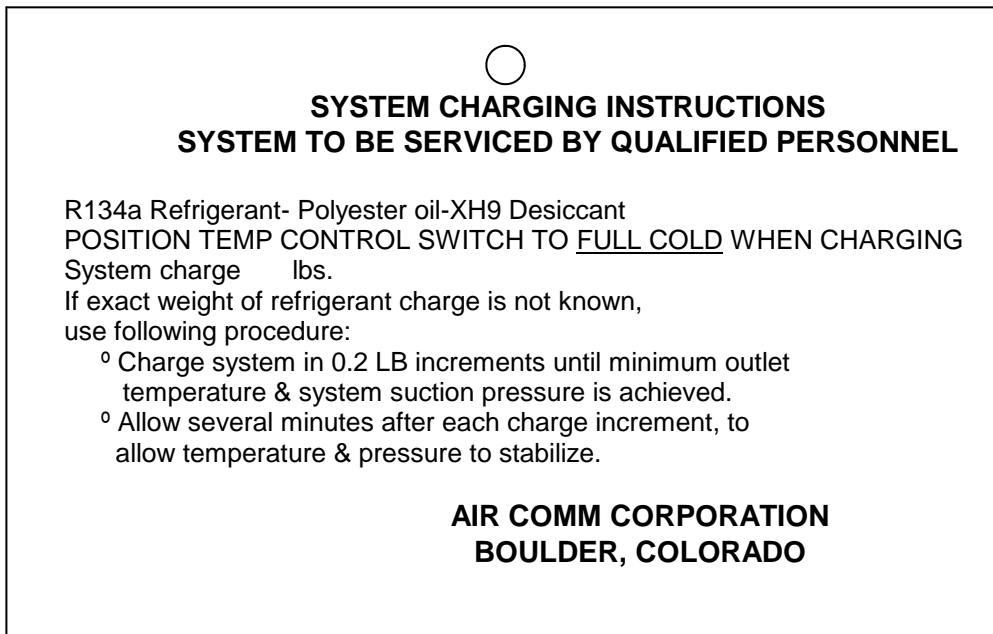 SYSTEM CHARGING INSTRUCTIONS
SYSTEM TO BE SERVICED BY QUALIFIED PERSONNEL
R134a Refrigerant- Polyester oil-XH9 Desiccant
POSITION TEMP CONTROL SWITCH TO FULL COLD WHEN CHARGING
System charge lbs.
If exact weight of refrigerant charge is not known,
use following procedure:
º Charge system in 0.2 LB increments until minimum outlet
temperature & system suction pressure is achieved.
º Allow several minutes after each charge increment, to
allow temperature & pressure to stabilize.
AIR COMM CORPORATION
BOULDER, COLORADO